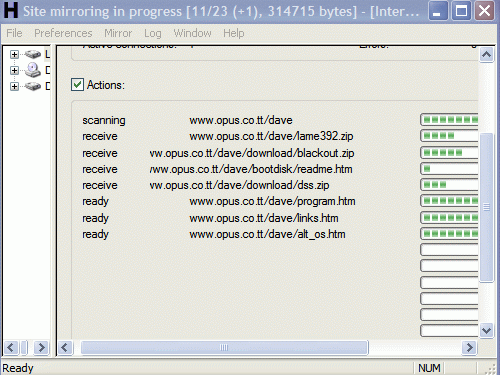 H Site mirroring in progress [11/23 (+1), 314715 bytes] - [Inter...
File Preferences Mirror Log Window Help
Actions:
scanning www.opus.co.tt/dave
receive www.opus.co.tt/dave/lame392.zip
receive vw.opus.co.tt/dave/download/blackout.zip
receive /ww.opus.co.tt/dave/bootdisk/readme.htm
receive vw.opus.co.tt/dave/download/dss.zip
ready www.opus.co.tt/dave/program.htm
ready www.opus.co.tt/dave/links.htm
ready www.opus.co.tt/dave/alt_os.htm
Ready NUM